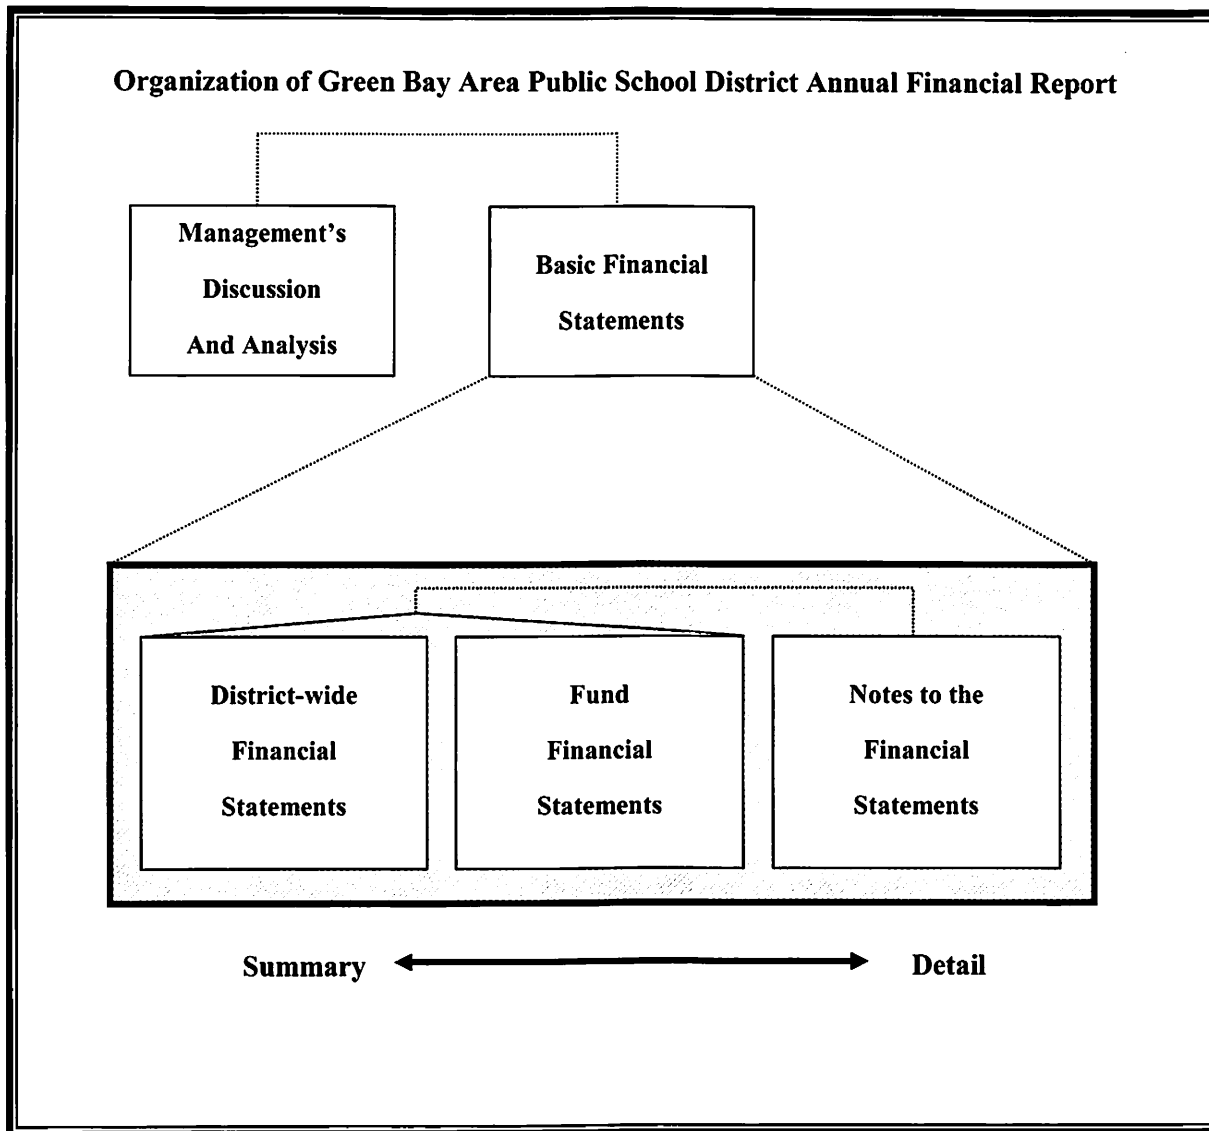 Organization of Green Bay Area Public School District Annual Financial Report
Management's
Discussion
And Analysis
Basic Financial
Statements
District-wide
Financial
Statements
Fund
Financial
Statements
Notes to the
Financial
Statements
Summary
Detail